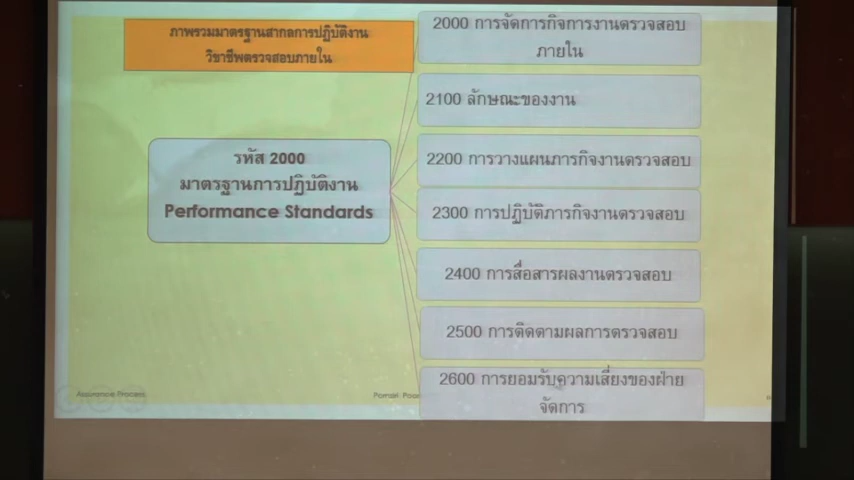 ภาพรวมมาตรฐานสากลการปฏิบัติงาน
วิชาชีพตรวจสอบภายใน
รหัส 2000
มาตรฐานการปฏิบัติงาน
Performance Standards
2000 การจัดการกิจการงานตรวจสอบ
ภายใน
2100 ลักษณะของงาน
2200 การวางแผนภารกิจงานตรวจสอบ
2300 การปฏิบัติภารกิจงานตรวจสอบ
2400 การสื่อสารผลงานตรวจสอบ
2500 การติดตามผลการตรวจสอบ
2600 การยอมรับความเสี่ยงของฝ่าย
จัดการ
Assurance Process